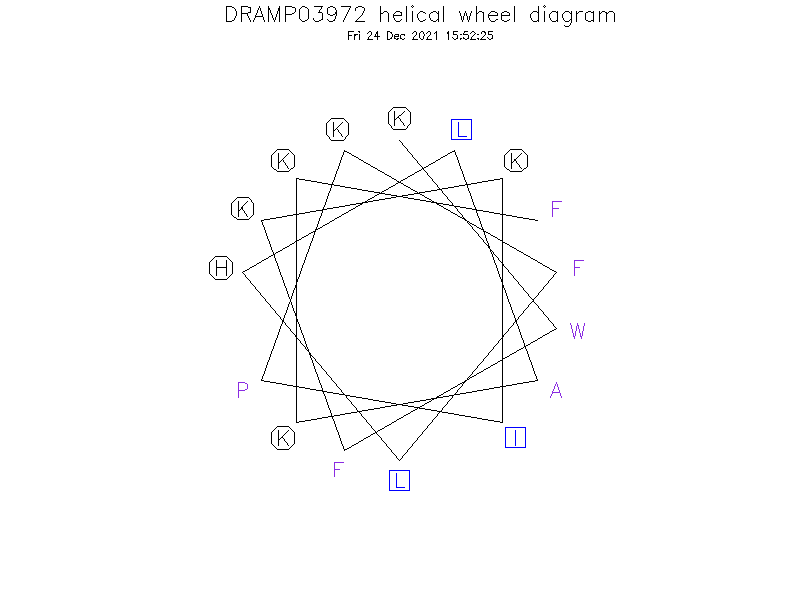 DRAMP03972 helical wheel diagram
Fri 24 Dec 2021 15:52:25
K
K L
K K
K F
H F
W
P A
K I
F L